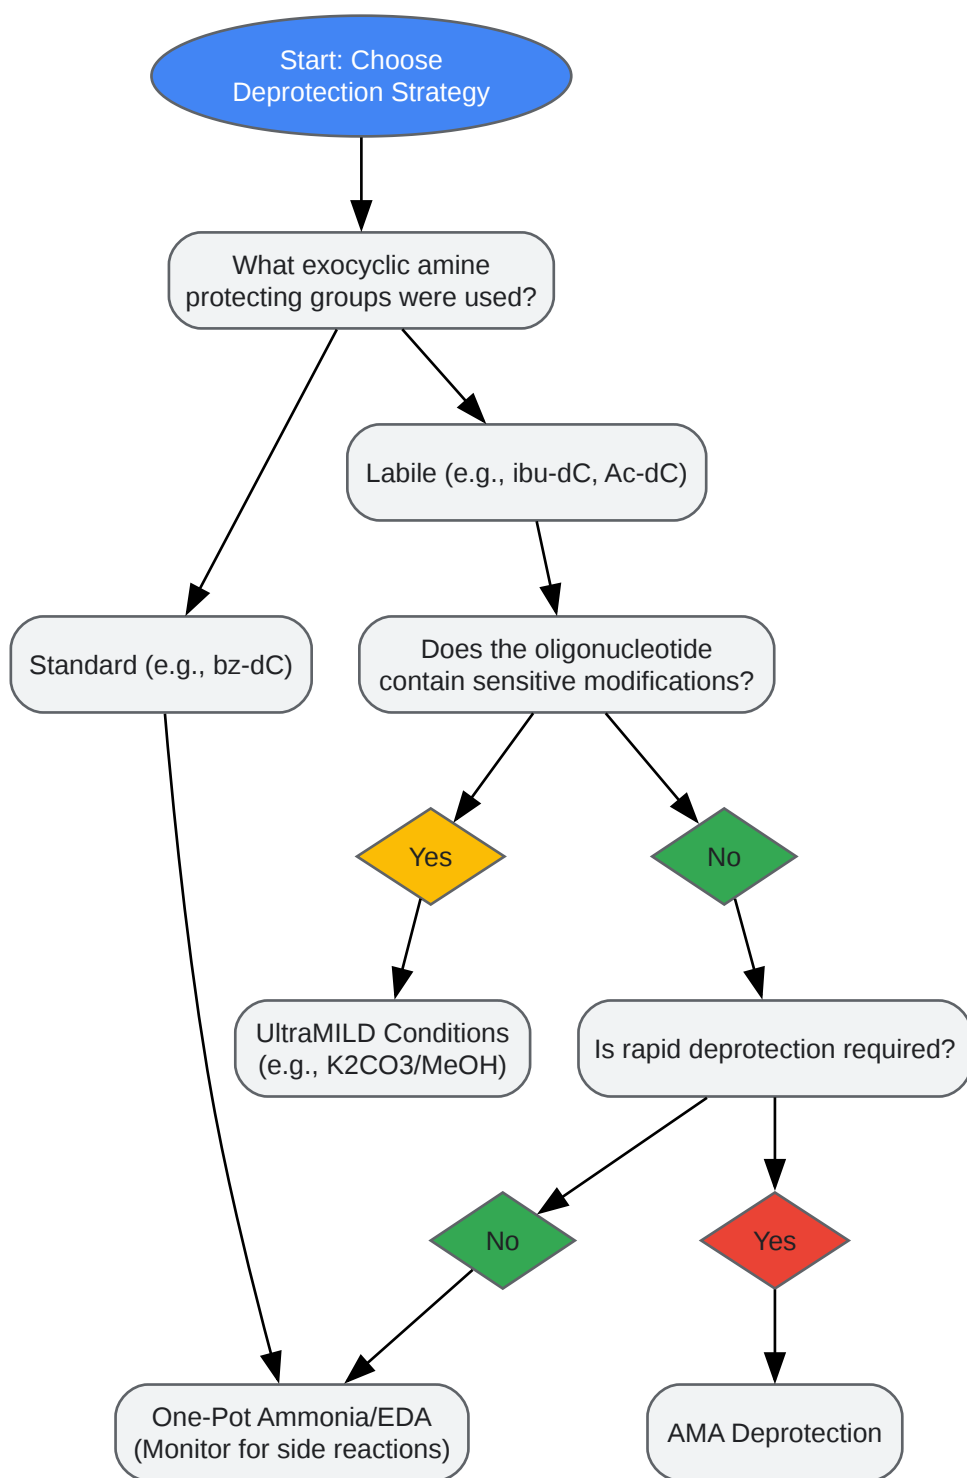 Start: Choose
Deprotection Strategy
What exocyclic amine
protecting groups were used?
Labile (e.g., ibu-dC, Ac-dC)
Standard (e.g., bz-dC)
Does the oligonucleotide
contain sensitive modifications?
Yes
No
UltraMILD Conditions
(e.g., K2CO3/MeOH)
Is rapid deprotection required?
No
Yes
One-Pot Ammonia/EDA
(Monitor for side reactions)
AMA Deprotection